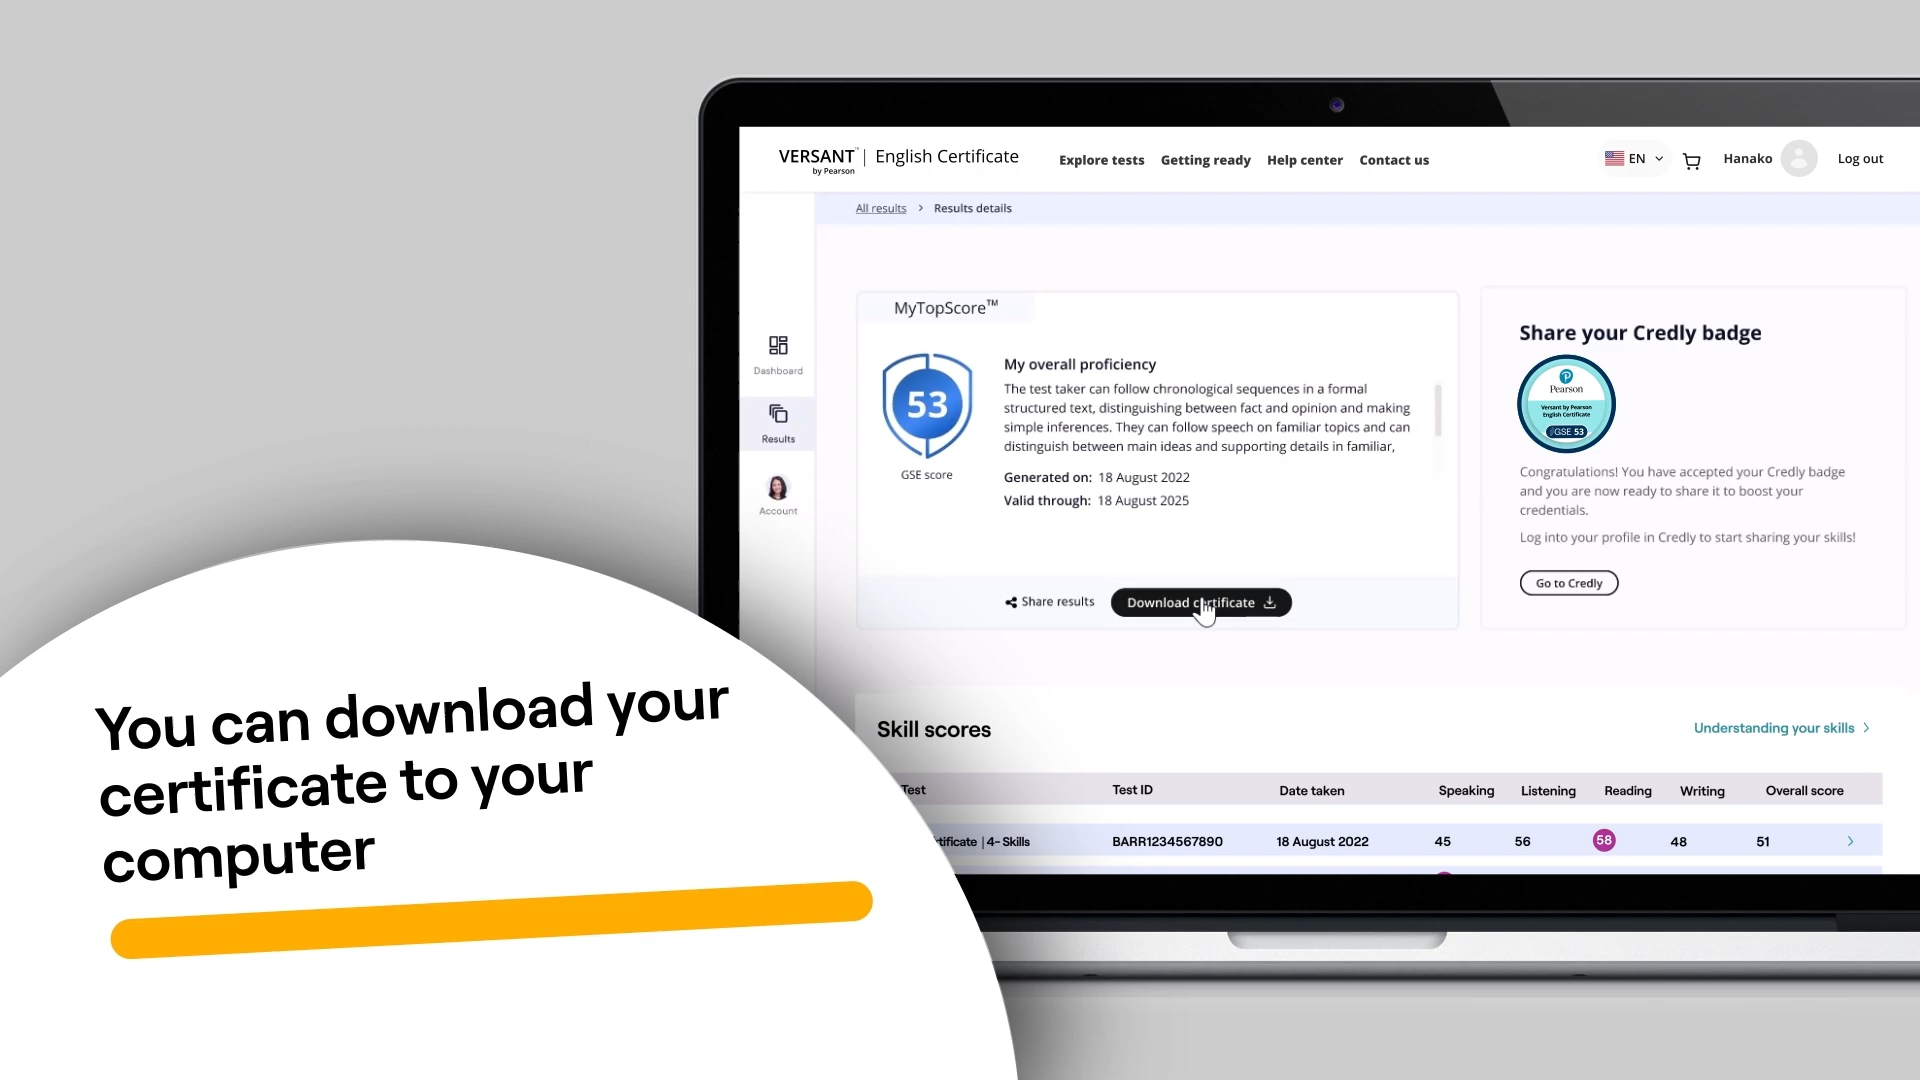 VERSANT™ | English Certificate
by Pearson
Explore tests
Getting ready
Help center
Contact us
EN
Hanako
Log out
All results > Results details
Dashboard
Results
Account
MyTopScore™
53
GSE score
My overall proficiency
The test taker can follow chronological sequences in a formal
structured text, distinguishing between fact and opinion and making
simple inferences. They can follow speech on familiar topics and can
distinguish between main ideas and supporting details in familiar,
Generated on: 18 August 2022
Valid through: 18 August 2025
Share results
Download certificate
Share your Credly badge
Pearson
Versant by Pearson
English Certificate
GSE 53
Congratulations! You have accepted your Credly badge
and you are now ready to share it to boost your
credentials.
Log into your profile in Credly to start sharing your skills!
Go to Credly
Skill scores
Understanding your skills >
Test Test ID Date taken Speaking Listening Reading Writing Overall score
tificate | 4- Skills BARR1234567890 18 August 2022 45 56 58 48 51 >
You can download your
certificate to your
computer